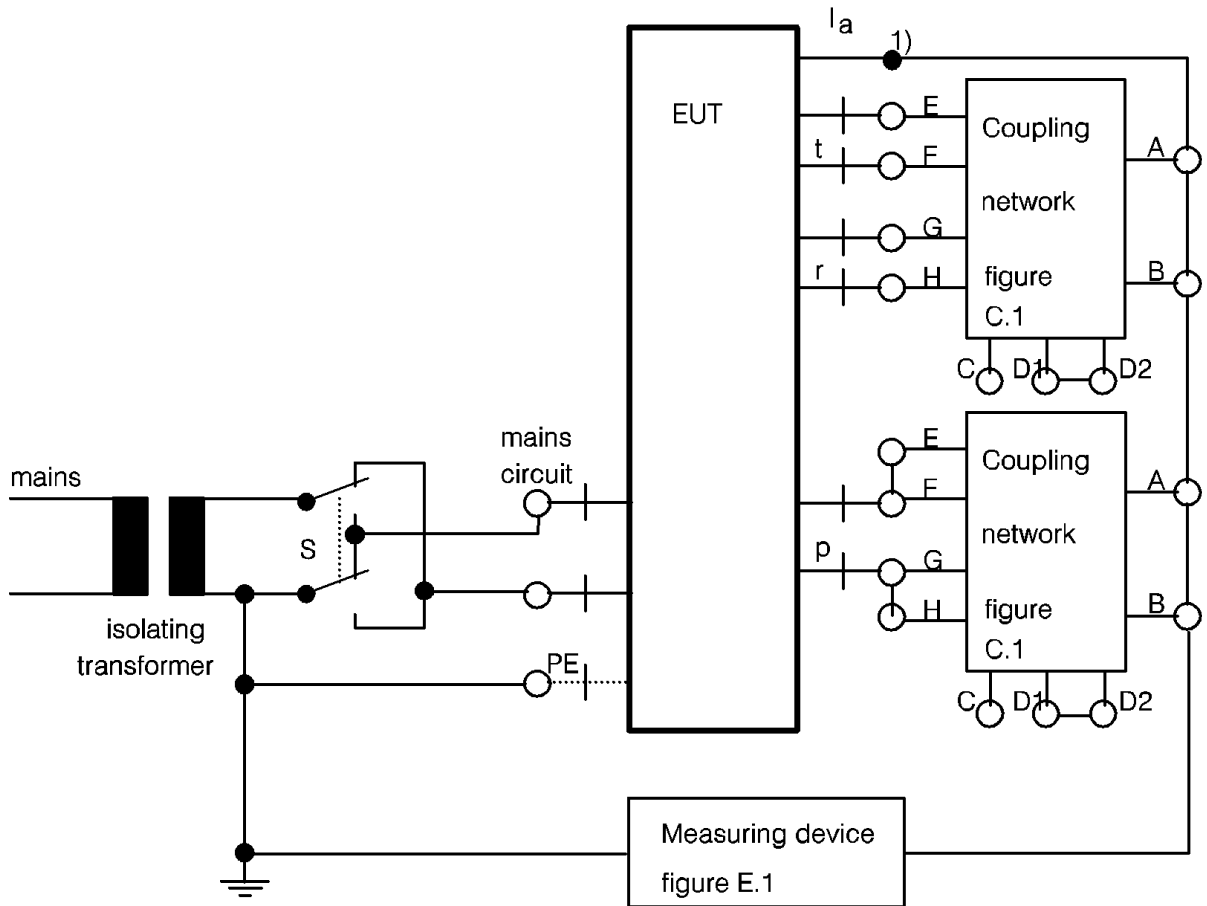 Ia
1)
EUT
E
Coupling
t
F
A
network
G
r
H
figure
B
C.1
C
D1
D2
mains
circuit
E
Coupling
mains
F
A
network
S
p
G
figure
H
B
isolating
transformer
C.1
PE
C
D1
D2
Measuring device
figure E.1